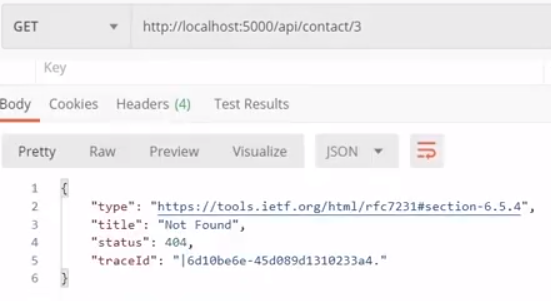 GET http://localhost:5000/api/contact/3
Key
Body Cookies Headers (4) Test Results
Pretty Raw Preview Visualize JSON
1 {
2 "type": "https://tools.ietf.org/html/rfc7231#section-6.5.4",
3 "title": "Not Found",
4 "status": 404,
5 "traceId": "|6d10be6e-45d089d1310233a4."
6 }